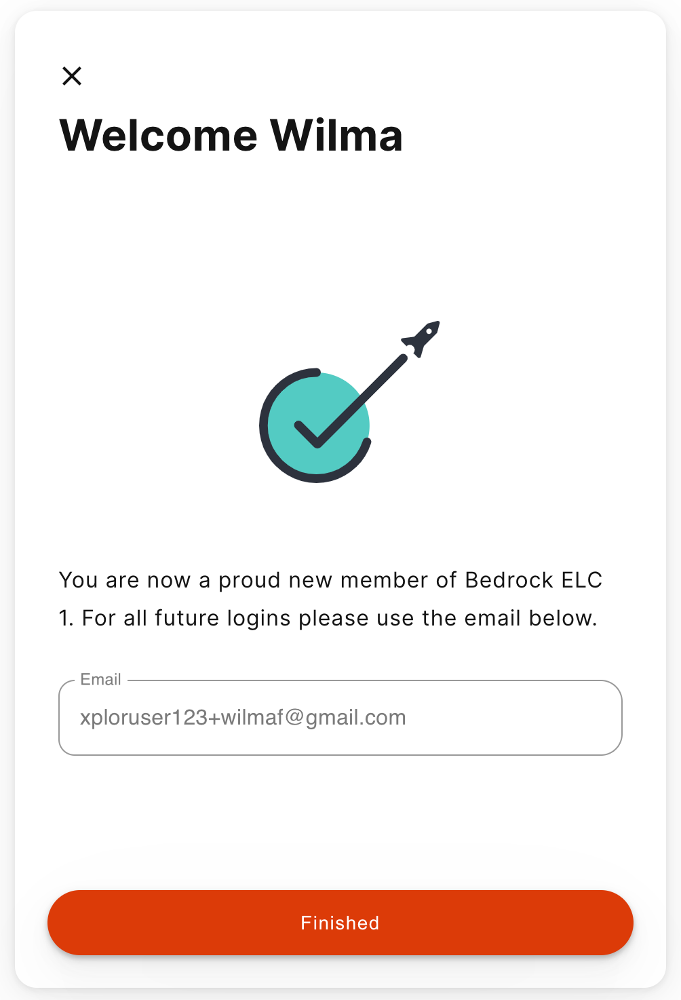 Welcome Wilma
You are now a proud new member of Bedrock ELC
1. For all future logins please use the email below.
Email
xploruser123+wilmaf@gmail.com
Finished